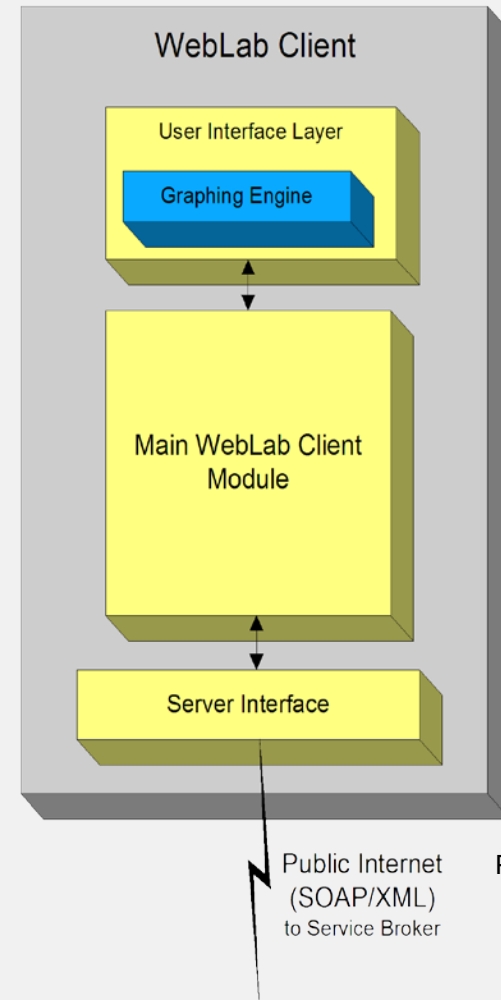 WebLab Client
User Interface Layer
Graphing Engine
Main WebLab Client
Module
Server Interface
Public Internet
(SOAP/XML)
to Service Broker